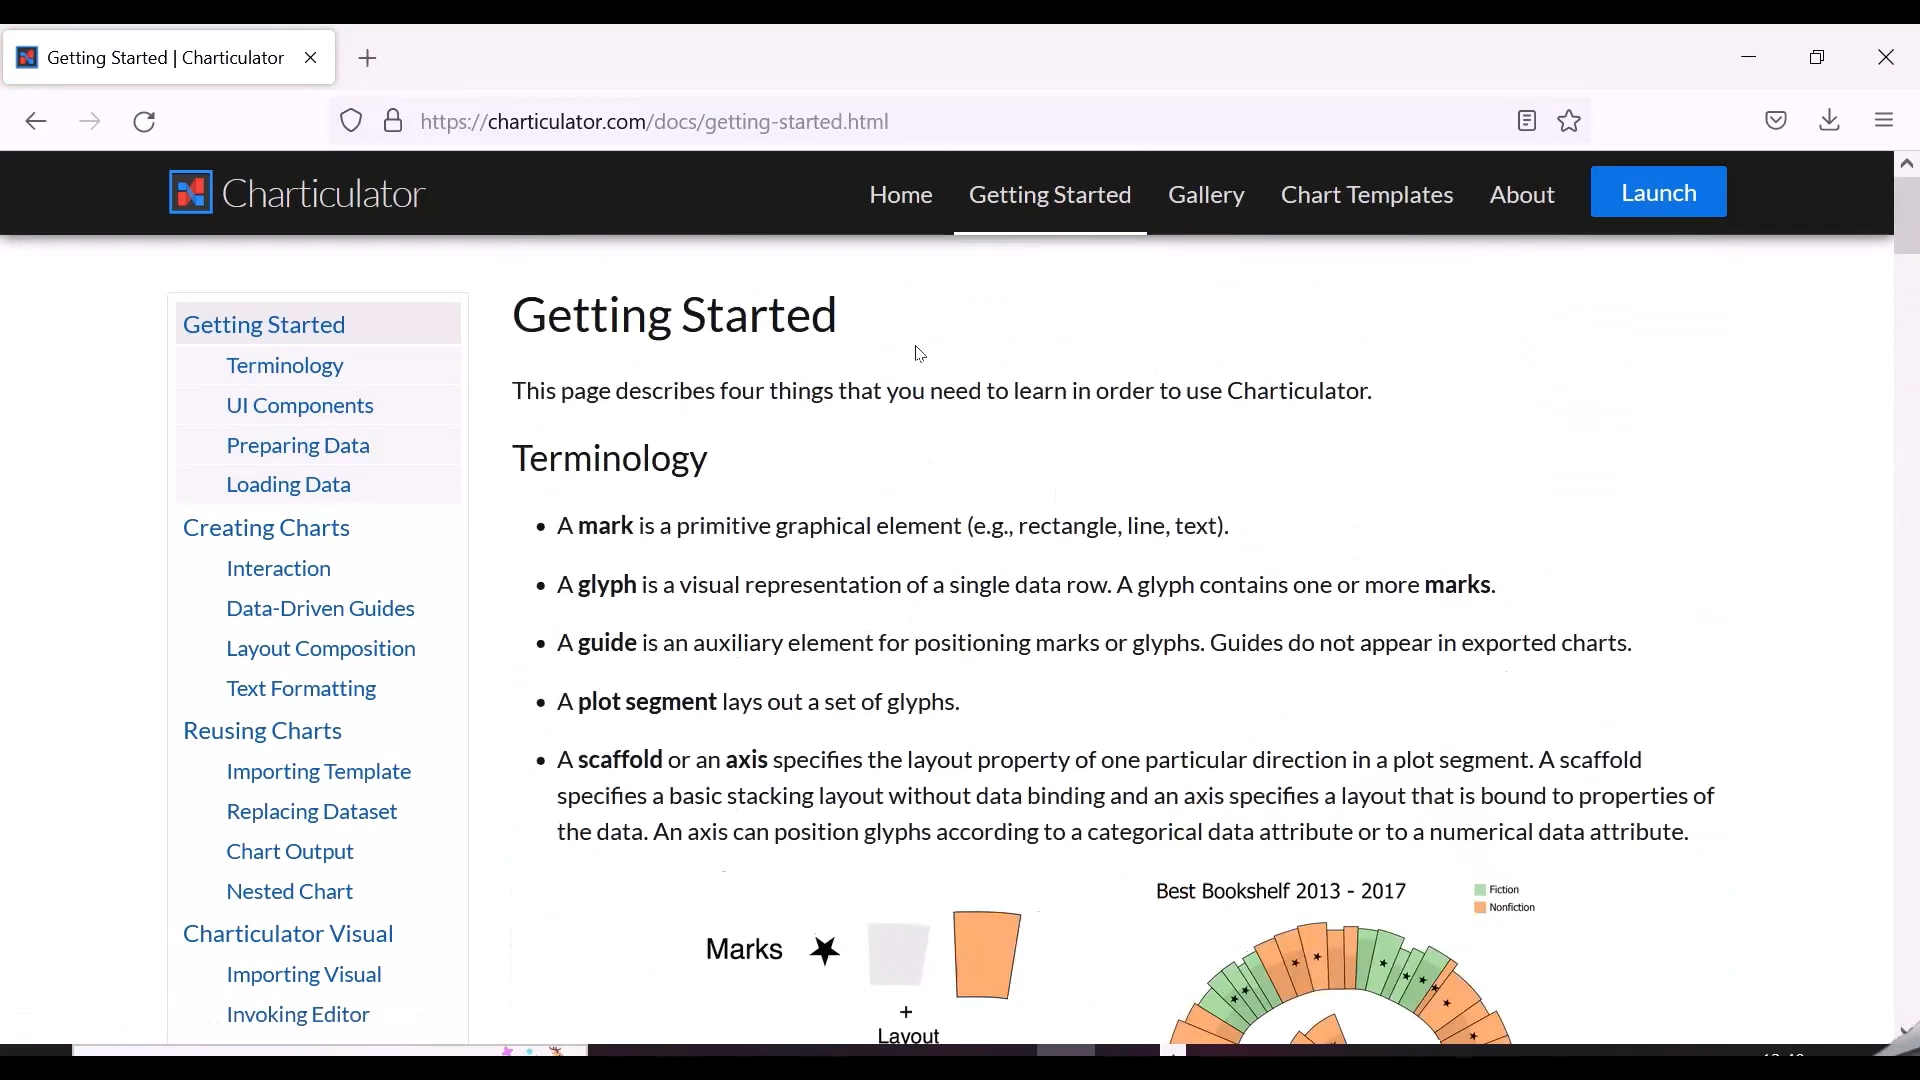 Getting Started | Charticulator
https://charticulator.com/docs/getting-started.html
Charticulator
Home
Getting Started
Gallery
Chart Templates
About
Launch
Getting Started
Terminology
UI Components
Preparing Data
Loading Data
Creating Charts
Interaction
Data-Driven Guides
Layout Composition
Text Formatting
Reusing Charts
Importing Template
Replacing Dataset
Chart Output
Nested Chart
Charticulator Visual
Importing Visual
Invoking Editor
Getting Started
This page describes four things that you need to learn in order to use Charticulator.
Terminology
• A mark is a primitive graphical element (e.g., rectangle, line, text).
• A glyph is a visual representation of a single data row. A glyph contains one or more marks.
• A guide is an auxiliary element for positioning marks or glyphs. Guides do not appear in exported charts.
• A plot segment lays out a set of glyphs.
• A scaffold or an axis specifies the layout property of one particular direction in a plot segment. A scaffold
specifies a basic stacking layout without data binding and an axis specifies a layout that is bound to properties of
the data. An axis can position glyphs according to a categorical data attribute or to a numerical data attribute.
Marks
+
Layout
Best Bookshelf 2013 - 2017
Fiction
Nonfiction